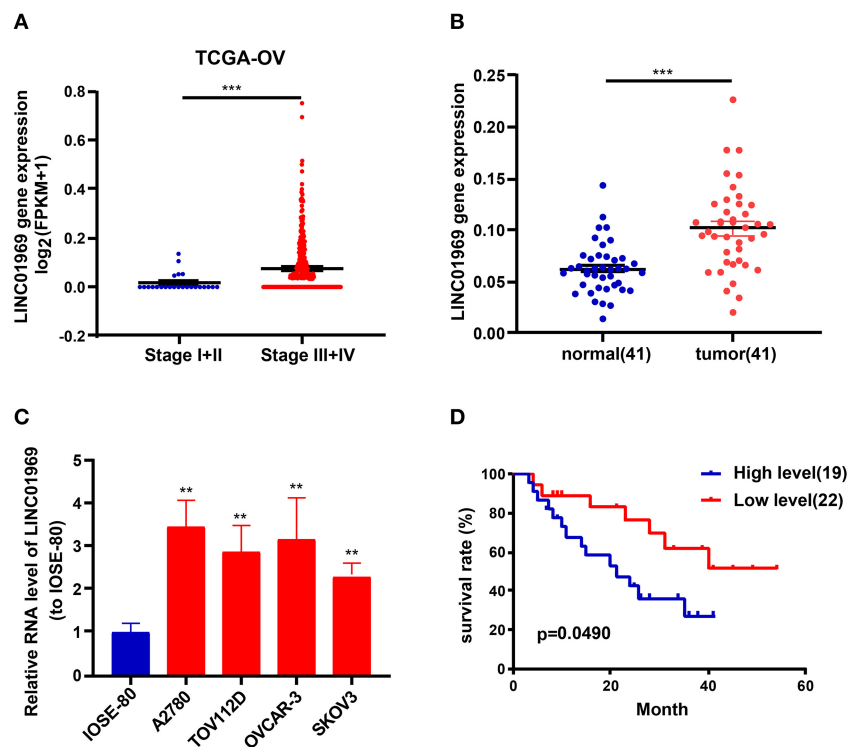 A
TCGA-OV
LINC01969 gene expression
log2(FPKM+1)
0.8
0.6
0.4
0.2
0.0
-0.2
***
Stage I+II
Stage III+IV
B
LINC01969 gene expression
0.25
0.20
0.15
0.10
0.05
0.00
***
normal(41)
tumor(41)
C
Relative RNA level of LINC01969
(to IOSE-80)
5
4
3
2
1
0
**
**
**
**
IOSE-80
A2780
TOV112D
OVCAR-3
SKOV3
D
survival rate (%)
100
80
60
40
20
0
High level(19)
Low level(22)
p=0.0490
0
20
40
60
Month